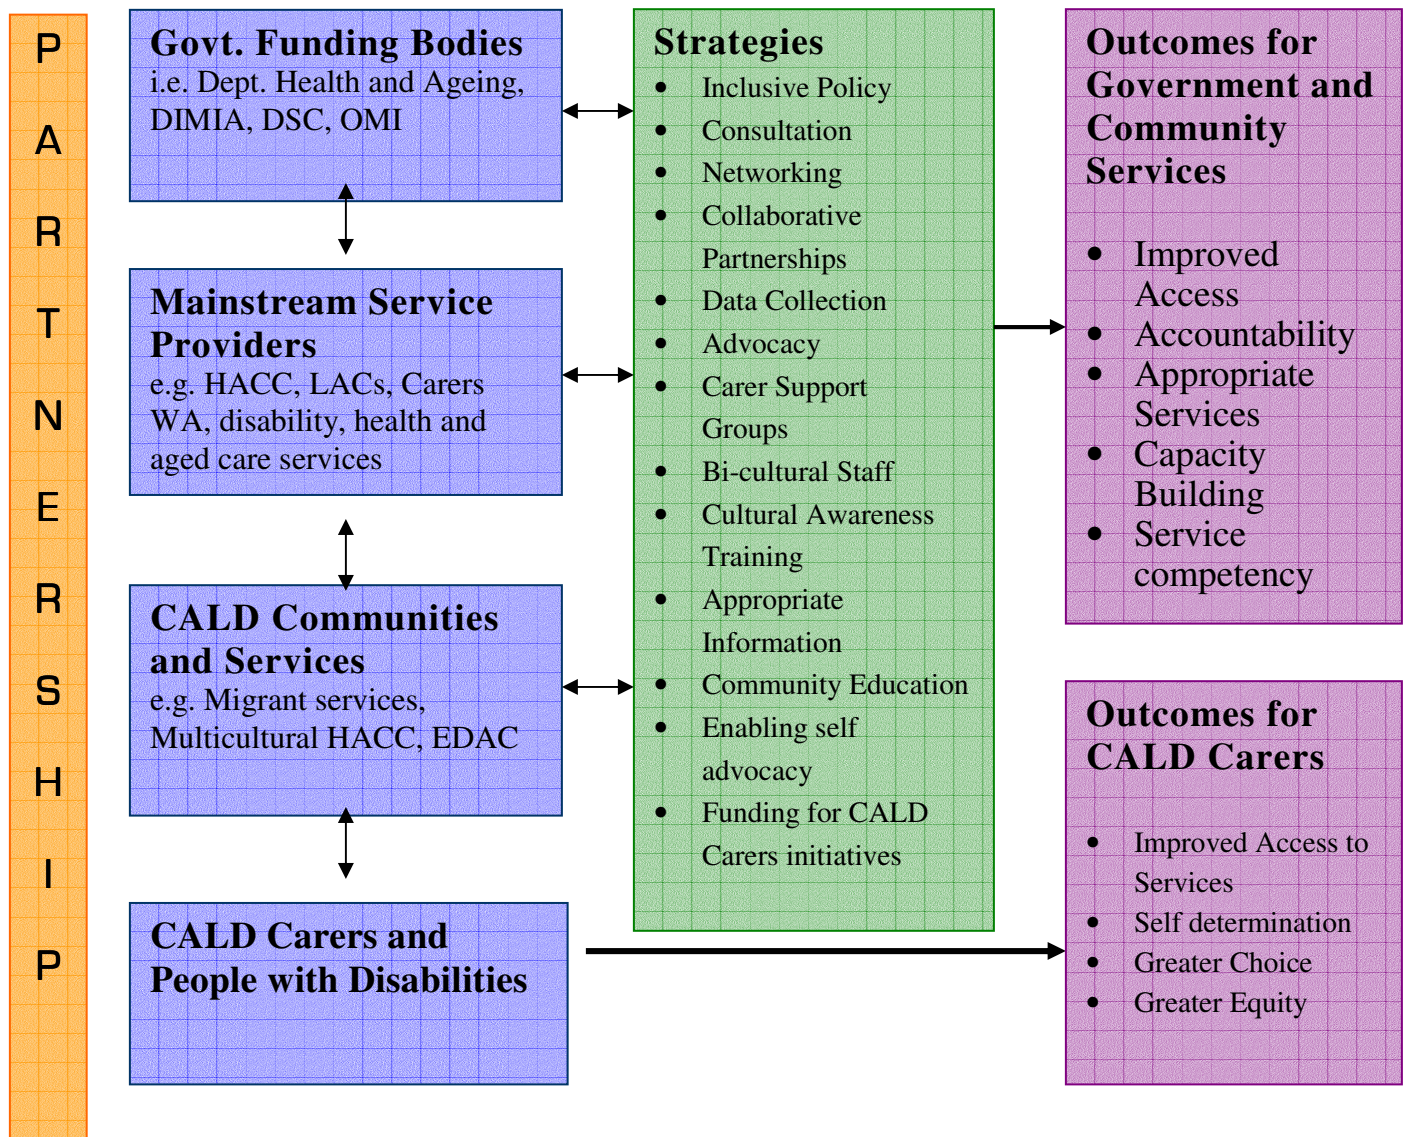 P
A
R
T
N
E
R
S
H
I
P
Govt. Funding Bodies
i.e. Dept. Health and Ageing,
DIMIA, DSC, OMI
Mainstream Service
Providers
e.g. HACC, LACs, Carers
WA, disability, health and
aged care services
CALD Communities
and Services
e.g. Migrant services,
Multicultural HACC, EDAC
CALD Carers and
People with Disabilities
Strategies
• Inclusive Policy
• Consultation
• Networking
• Collaborative
Partnerships
• Data Collection
• Advocacy
• Carer Support
Groups
• Bi-cultural Staff
• Cultural Awareness
Training
• Appropriate
Information
• Community Education
• Enabling self
advocacy
• Funding for CALD
Carers initiatives
Outcomes for
Government and
Community
Services
• Improved
Access
• Accountability
• Appropriate
Services
• Capacity
Building
• Service
competency
Outcomes for
CALD Carers
• Improved Access to
Services
• Self determination
• Greater Choice
• Greater Equity